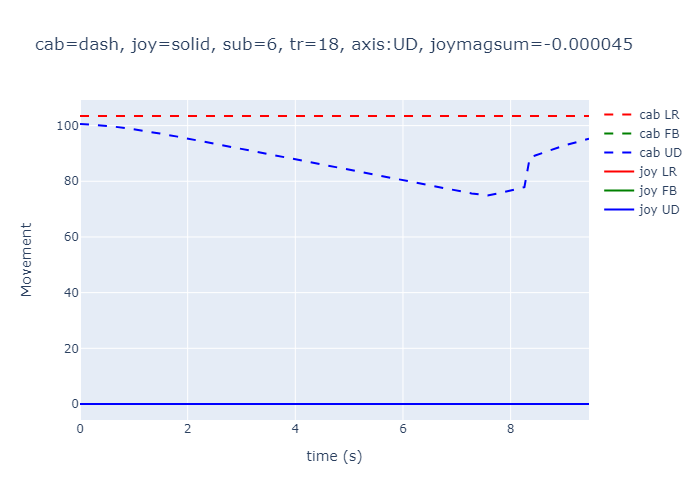 cab=dash, joy=solid, sub=6, tr=18, axis:UD, joymagsum=-0.000045
cab LR
cab FB
cab UD
joy LR
joy FB
joy UD
100
80
60
40
20
0
Movement
0 2 4 6 8
time (s)